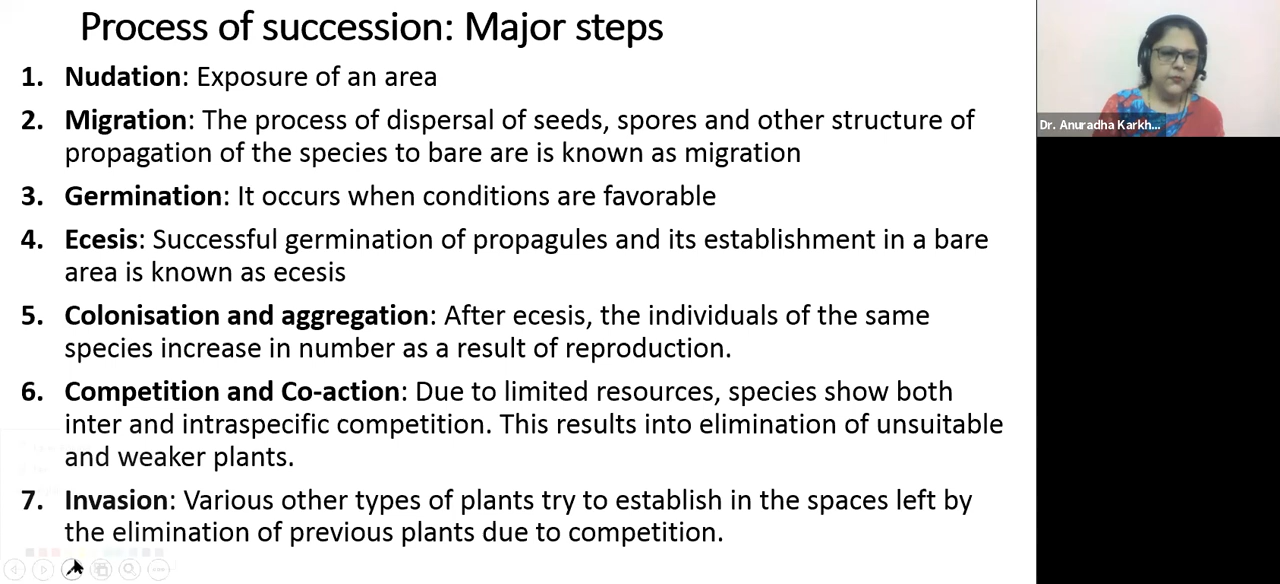 Process of succession: Major steps
1. Nudation: Exposure of an area
2. Migration: The process of dispersal of seeds, spores and other structure of
propagation of the species to bare are is known as migration
3. Germination: It occurs when conditions are favorable
4. Ecesis: Successful germination of propagules and its establishment in a bare
area is known as ecesis
5. Colonisation and aggregation: After ecesis, the individuals of the same
species increase in number as a result of reproduction.
6. Competition and Co-action: Due to limited resources, species show both
inter and intraspecific competition. This results into elimination of unsuitable
and weaker plants.
7. Invasion: Various other types of plants try to establish in the spaces left by
the elimination of previous plants due to competition.
Dr. Anuradha Karkh...